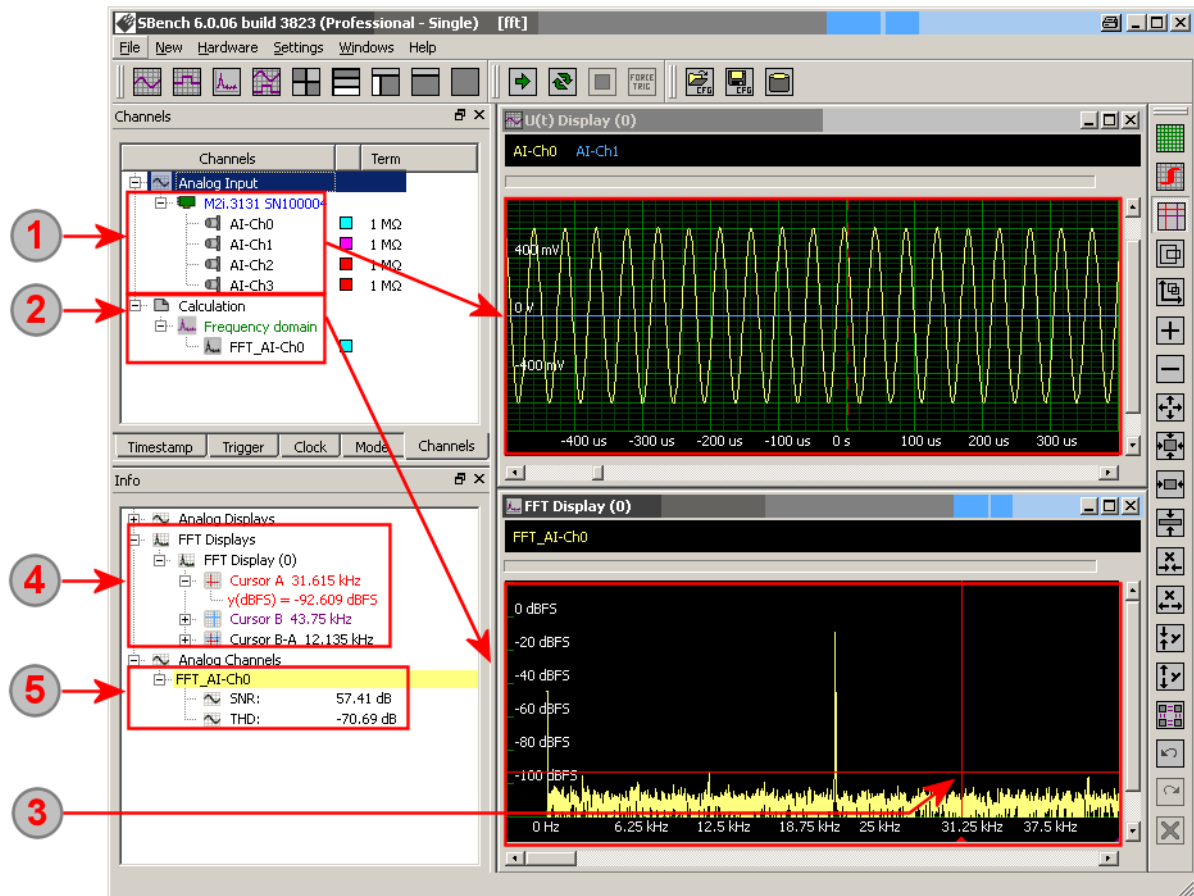 SBench 6.0.06 build 3823 (Professional - Single) [fft]
File New Hardware Settings Windows Help
FORCE TRIG
CFG
CFG
Channels
Channels Term
Analog Input
M2i.3131 SN100004
AI-Ch0 1 MΩ
AI-Ch1 1 MΩ
AI-Ch2 1 MΩ
AI-Ch3 1 MΩ
Calculation
Frequency domain
FFT_AI-Ch0
Timestamp Trigger Clock Mode Channels
1
2
U(t) Display (0)
AI-Ch0 AI-Ch1
400 mV
0 V
-400 mV
-400 us -300 us -200 us -100 us 0 s 100 us 200 us 300 us
Info
Analog Displays
FFT Displays
FFT Display (0)
Cursor A 31.615 kHz
y(dBFS) = -92.609 dBFS
Cursor B 43.75 kHz
Cursor B-A 12.135 kHz
Analog Channels
FFT_AI-Ch0
SNR: 57.41 dB
THD: -70.69 dB
4
5
3
FFT Display (0)
FFT_AI-Ch0
0 dBFS
-20 dBFS
-40 dBFS
-60 dBFS
-80 dBFS
-100 dBFS
0 Hz 6.25 kHz 12.5 kHz 18.75 kHz 25 kHz 31.25 kHz 37.5 kHz
x
x
y
y